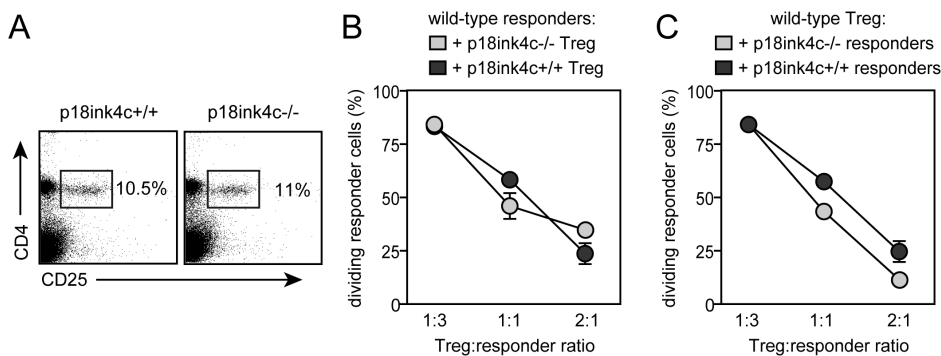 A
p18ink4c+/+
p18ink4c-/-
10.5%
11%
CD4
CD25
B
wild-type responders:
+ p18ink4c-/- Treg
+ p18ink4c+/+ Treg
dividing responder cells (%)
100
75
50
25
0
1:3 1:1 2:1
Treg:responder ratio
C
wild-type Treg:
+ p18ink4c-/- responders
+ p18ink4c+/+ responders
dividing responder cells (%)
100
75
50
25
0
1:3 1:1 2:1
Treg:responder ratio